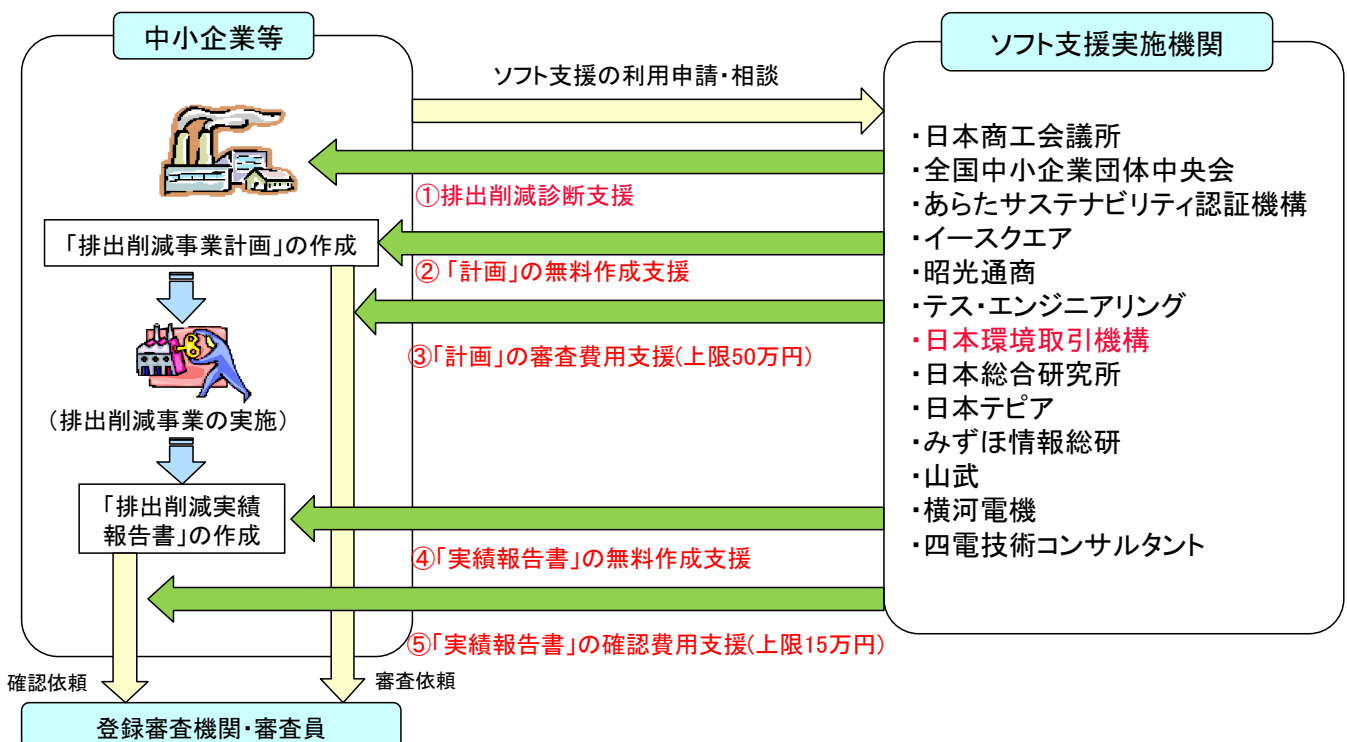 中小企業等
ソフト支援実施機関
ソフト支援の利用申請・相談
①排出削減診断支援
「排出削減事業計画」の作成
②「計画」の無料作成支援
③「計画」の審査費用支援(上限50万円)
(排出削減事業の実施)
「排出削減実績
報告書」の作成
④「実績報告書」の無料作成支援
⑤「実績報告書」の確認費用支援(上限15万円)
・日本商工会議所
・全国中小企業団体中央会
・あらたサステナビリティ認証機構
・イースクエア
・昭光通商
・テス・エンジニアリング
・日本環境取引機構
・日本総合研究所
・日本テピア
・みずほ情報総研
・山武
・横河電機
・四電技術コンサルタント
確認依頼
審査依頼
登録審査機関・審査員